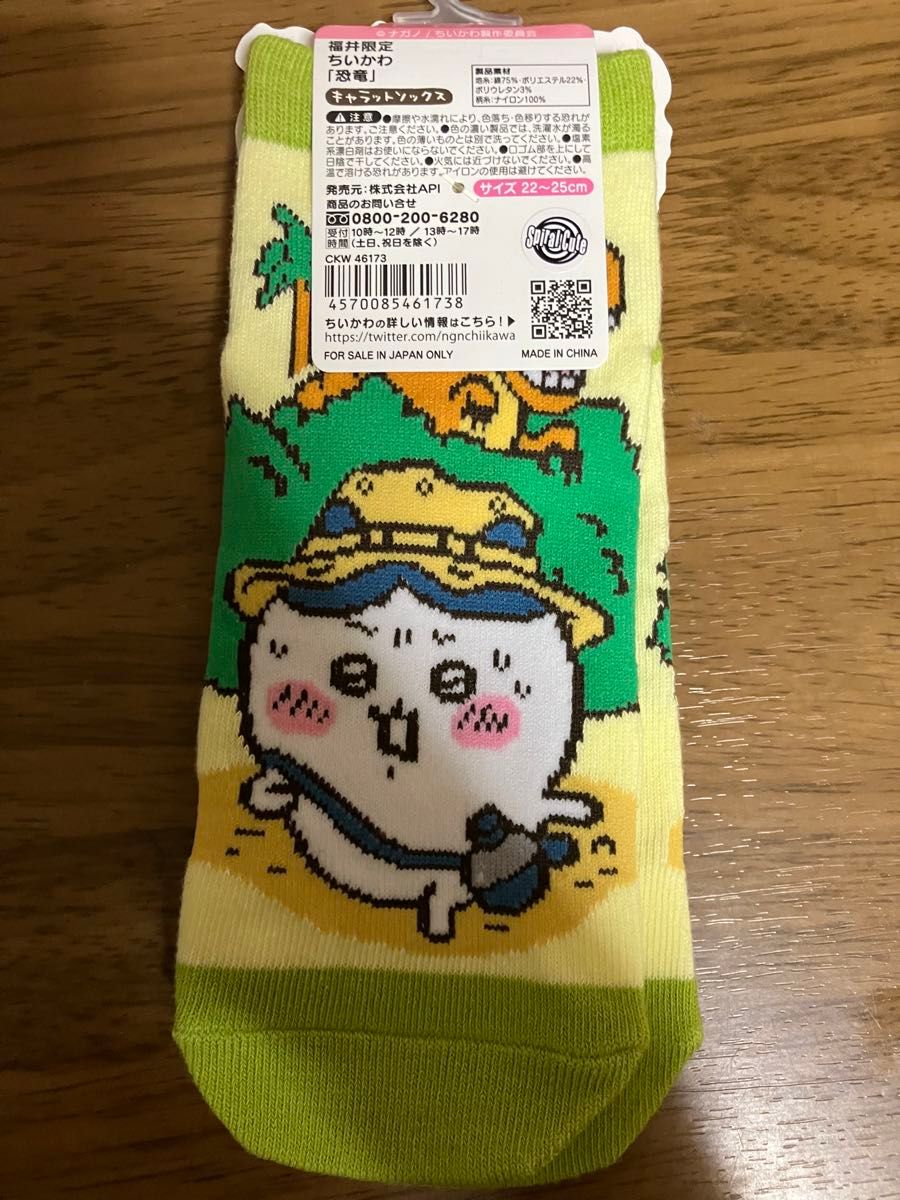 © ナガノ / ちいかわ製作委員会
福井限定
ちいかわ
「恐竜」
キャラットソックス
製品素材
地糸:綿75%・ポリエステル22%・
ポリウレタン3%
柄糸:ナイロン100%
注意 ●摩擦や水濡れにより、色落ち・色移りする恐れが
あります。ご注意ください。●色の濃い製品では、洗濯水が濁る
ことがあります。色の薄いものとは別で洗ってください。●塩素
系漂白剤はお使いにならないでください。●ロゴム部を上にして
日陰で干してください。●火気には近づけないでください。●高
温で溶ける恐れがあります。アイロンの使用は避けてください。
発売元:株式会社API
サイズ 22~25cm
商品のお問い合せ
0800-200-6280
受付 10時~12時 / 13時~17時
時間 (土日、祝日を除く)
Spiral Cute
CKW 46173
4570085461738
ちいかわの詳しい情報はこちら!▶
https://twitter.com/ngnchiikawa
FOR SALE IN JAPAN ONLY
MADE IN CHINA